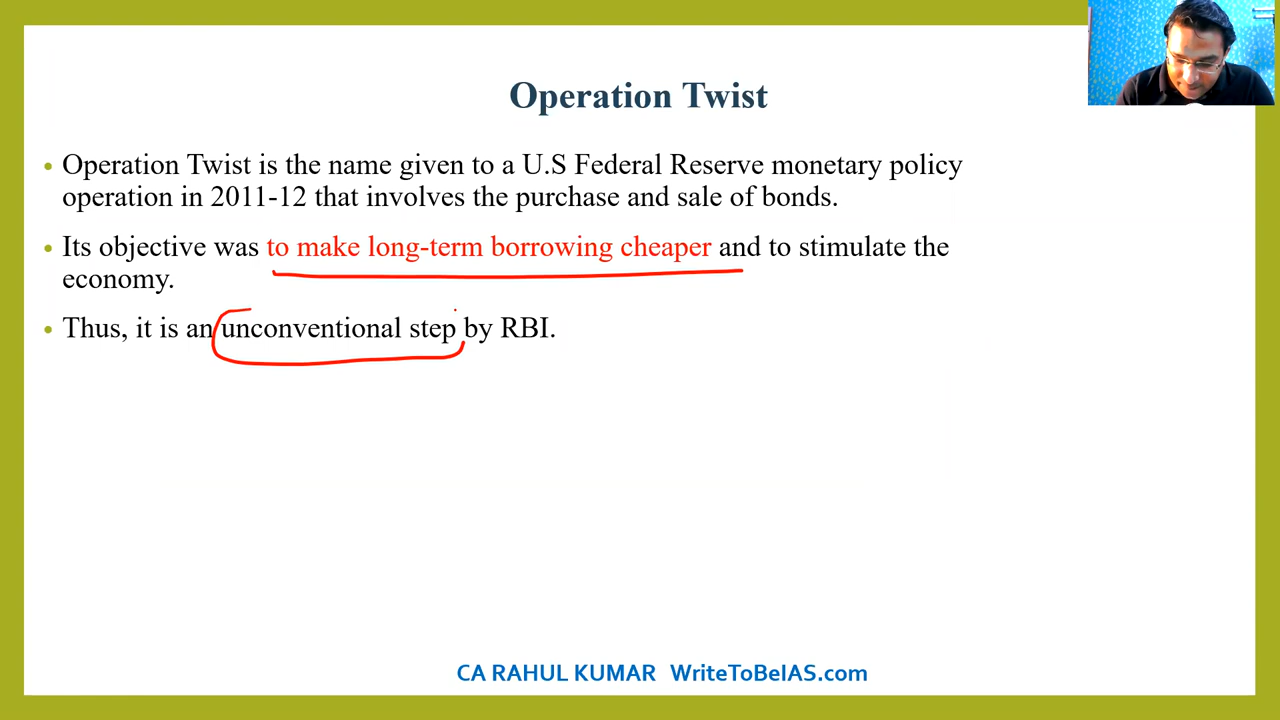 Operation Twist
• Operation Twist is the name given to a U.S Federal Reserve monetary policy
operation in 2011-12 that involves the purchase and sale of bonds.
• Its objective was to make long-term borrowing cheaper and to stimulate the
economy.
• Thus, it is an unconventional step by RBI.
CA RAHUL KUMAR WriteToBeIAS.com